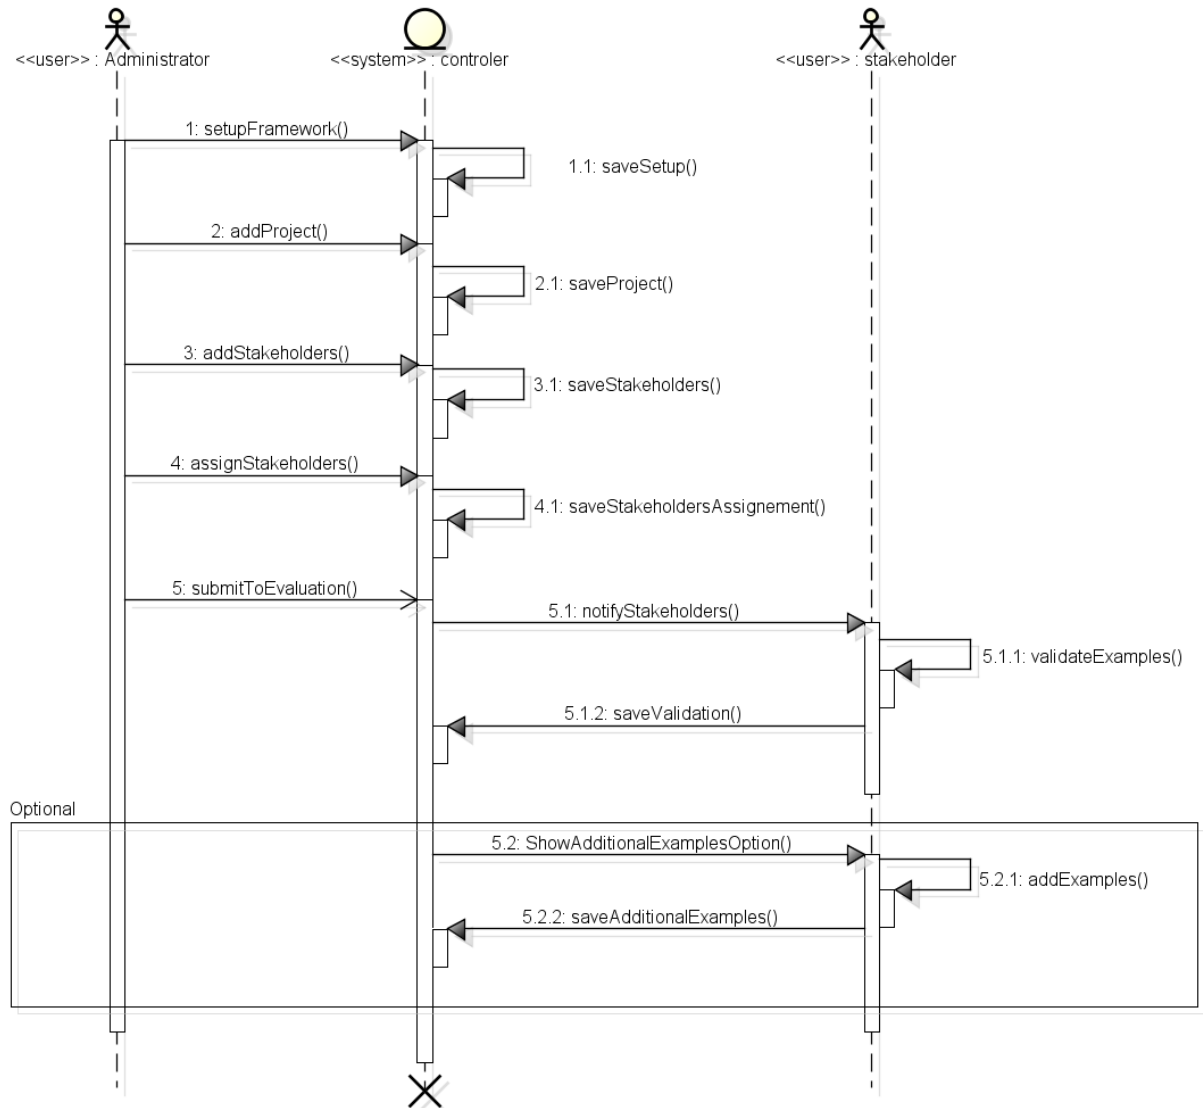 <<user>> : Administrator
<<system>> : controler
<<user>> : stakeholder
1: setupFramework()
1.1: saveSetup()
2: addProject()
2.1: saveProject()
3: addStakeholders()
3.1: saveStakeholders()
4: assignStakeholders()
4.1: saveStakeholdersAssignement()
5: submitToEvaluation()
5.1: notifyStakeholders()
5.1.1: validateExamples()
5.1.2: saveValidation()
Optional
5.2: ShowAdditionalExamplesOption()
5.2.1: addExamples()
5.2.2: saveAdditionalExamples()